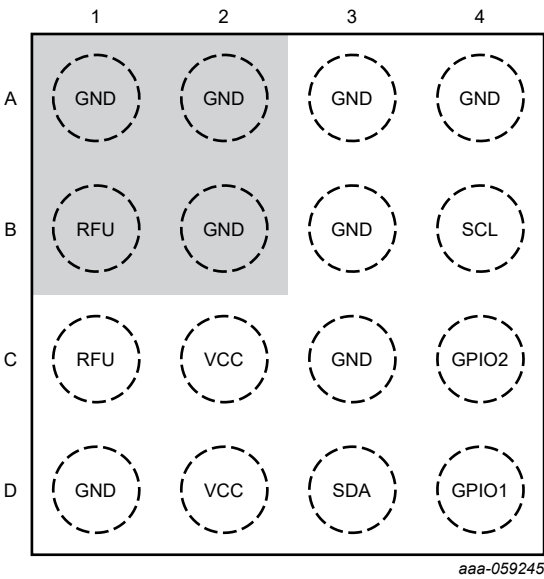 1 2 3 4
A GND GND GND GND
B RFU GND GND SCL
C RFU VCC GND GPIO2
D GND VCC SDA GPIO1
aaa-059245